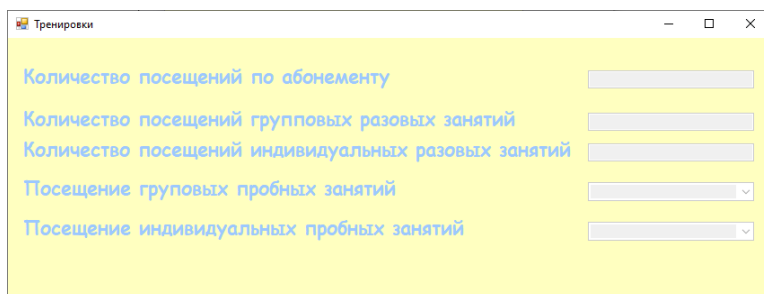 Тренировки
Количество посещений по абонементу
Количество посещений групповых разовых занятий
Количество посещений индивидуальных разовых занятий
Посещение груповых пробных занятий
Посещение индивидуальных пробных занятий